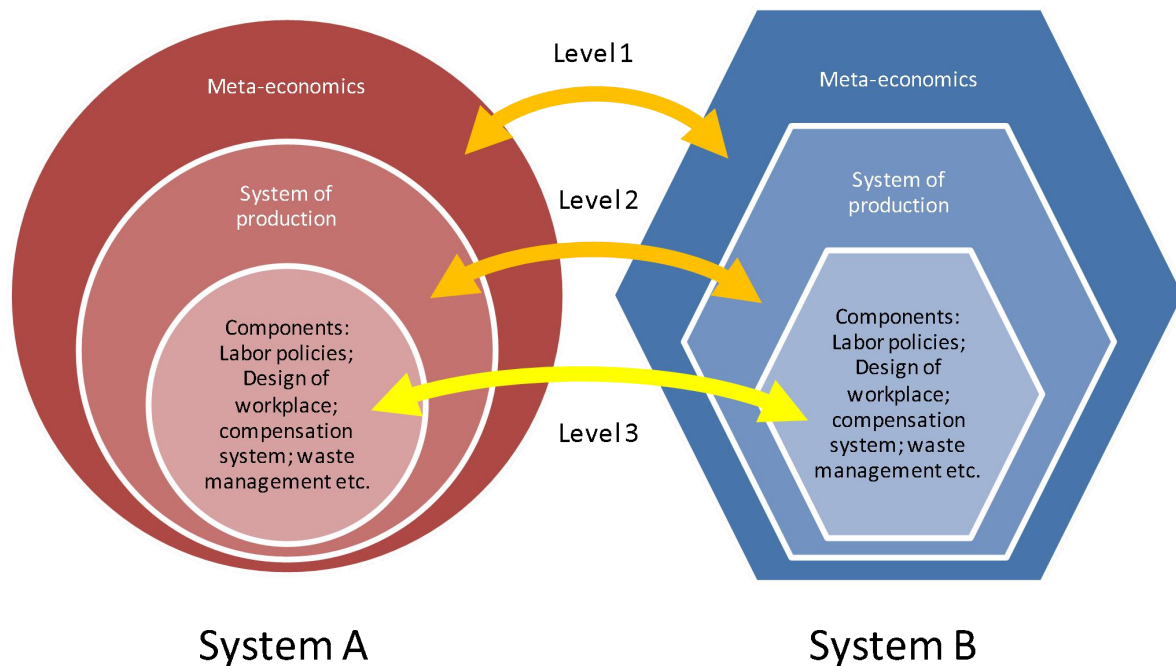 Level 1
Meta-economics
Meta-economics
Level 2
System of
production
System of
production
Level 3
Components:
Labor policies;
Design of
workplace;
compensation
system; waste
management etc.
Components:
Labor policies;
Design of
workplace;
compensation
system; waste
management etc.
System A
System B